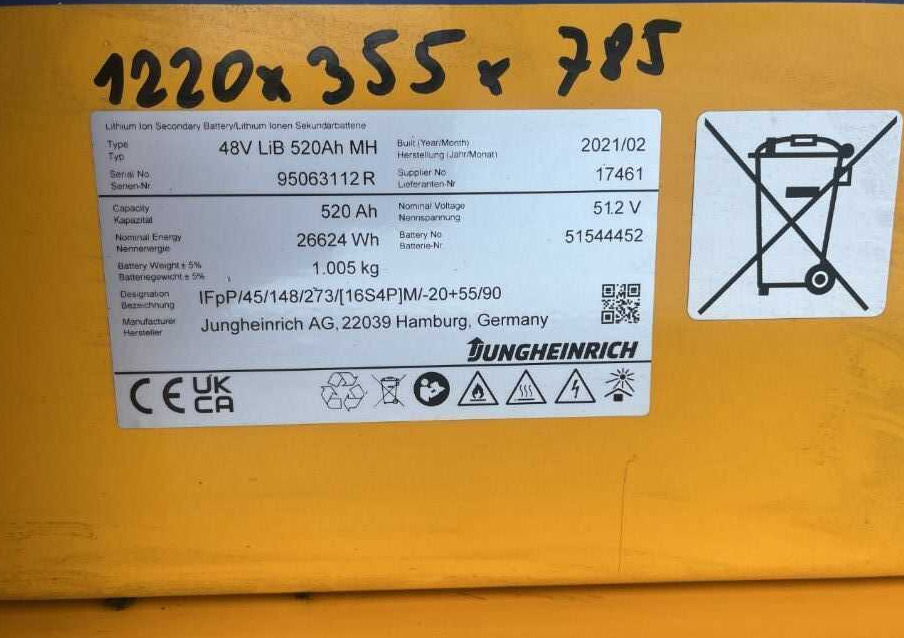 1220 x 355 x 785
Lithium Ion Secondary Battery/Lithium Ionen Sekundärbatterie
Type 48V LiB 520Ah MH Built (Year/Month) 2021/02
Typ Herstellung (Jahr/Monat)
Serial No. 95063112 R Supplier No. 17461
Serien-Nr. Lieferanten-Nr
Capacity 520 Ah Nominal Voltage 51.2 V
Kapazität Nennspannung
Nominal Energy 26624 Wh Battery No. 51544452
Nennenergie Batterie-Nr.
Battery Weight ± 5% 1.005 kg
Batteriegewicht ± 5%
Designation IFpP/45/148/273/[16S4P]M/-20+55/90
Bezeichnung
Manufacturer Jungheinrich AG, 22039 Hamburg, Germany
Hersteller
JUNGHEINRICH
CE UK
CA